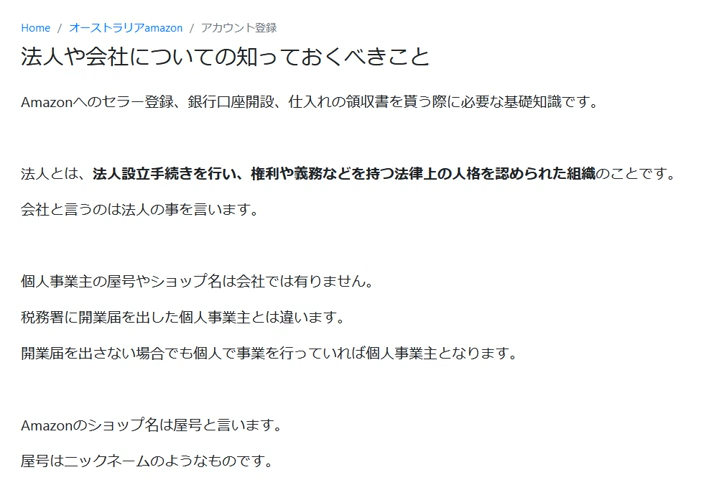 Home / オーストラリアamazon / アカウント登録
法人や会社についての知っておくべきこと
Amazonへのセラー登録、銀行口座開設、仕入れの領収書を貰う際に必要な基礎知識です。
法人とは、法人設立手続きを行い、権利や義務などを持つ法律上の人格を認められた組織のことです。
会社と言うのは法人の事を言います。
個人事業主の屋号やショップ名は会社では有りません。
税務署に開業届を出した個人事業主とは違います。
開業届を出さない場合でも個人で事業を行っていれば個人事業主となります。
Amazonのショップ名は屋号と言います。
屋号はニックネームのようなものです。